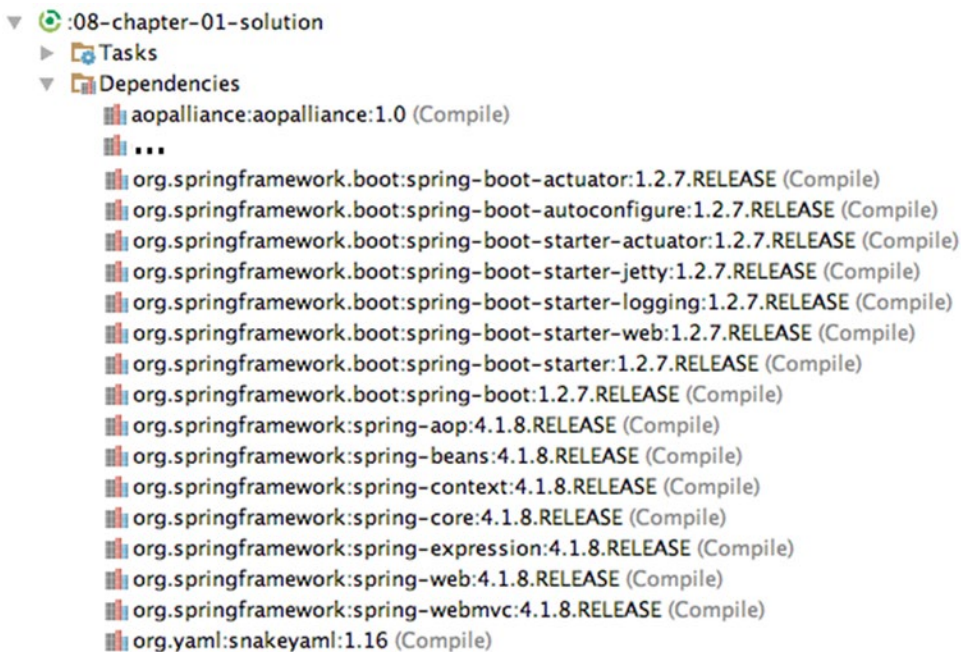 :08-chapter-01-solution
Tasks
Dependencies
aopalliance:aopalliance:1.0 (Compile)
...
org.springframework.boot:spring-boot-actuator:1.2.7.RELEASE (Compile)
org.springframework.boot:spring-boot-autoconfigure:1.2.7.RELEASE (Compile)
org.springframework.boot:spring-boot-starter-actuator:1.2.7.RELEASE (Compile)
org.springframework.boot:spring-boot-starter-jetty:1.2.7.RELEASE (Compile)
org.springframework.boot:spring-boot-starter-logging:1.2.7.RELEASE (Compile)
org.springframework.boot:spring-boot-starter-web:1.2.7.RELEASE (Compile)
org.springframework.boot:spring-boot-starter:1.2.7.RELEASE (Compile)
org.springframework.boot:spring-boot:1.2.7.RELEASE (Compile)
org.springframework:spring-aop:4.1.8.RELEASE (Compile)
org.springframework:spring-beans:4.1.8.RELEASE (Compile)
org.springframework:spring-context:4.1.8.RELEASE (Compile)
org.springframework:spring-core:4.1.8.RELEASE (Compile)
org.springframework:spring-expression:4.1.8.RELEASE (Compile)
org.springframework:spring-web:4.1.8.RELEASE (Compile)
org.springframework:spring-webmvc:4.1.8.RELEASE (Compile)
org.yaml:snakeyaml:1.16 (Compile)